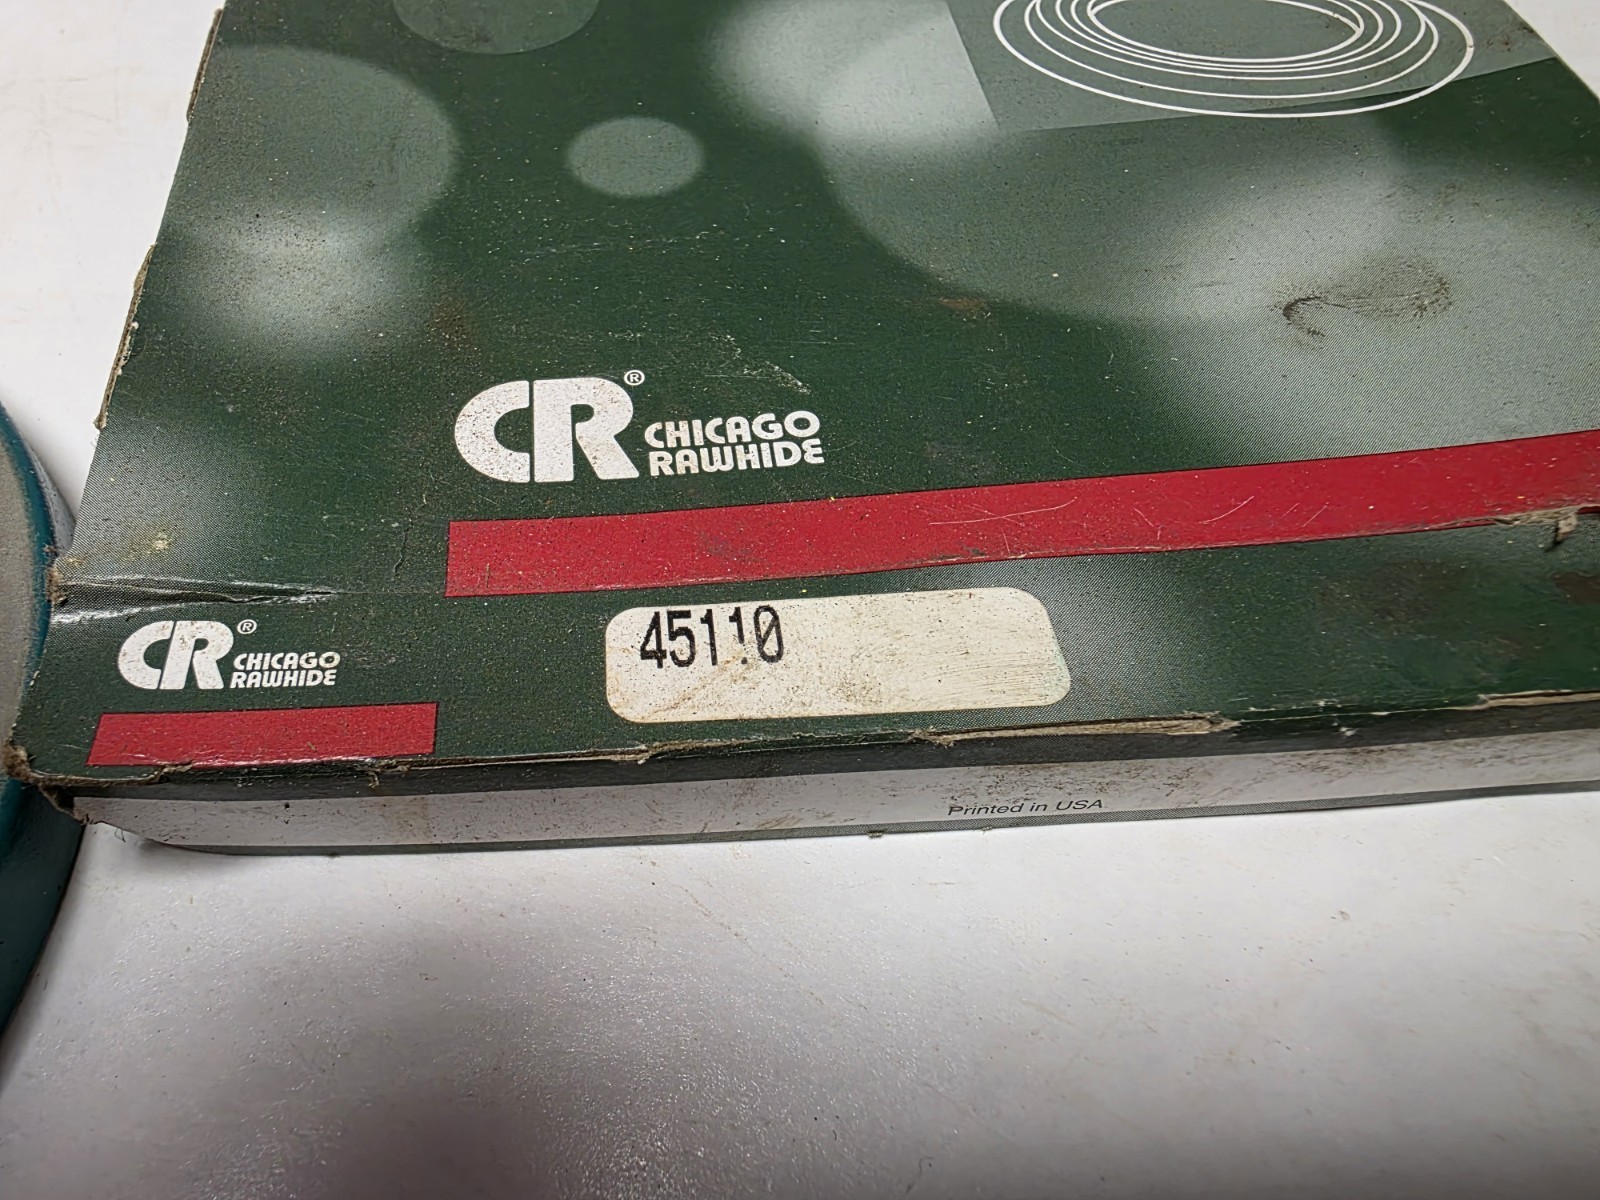 CR® CHICAGO
RAWHIDE
CR® CHICAGO
RAWHIDE
45110
Printed in USA